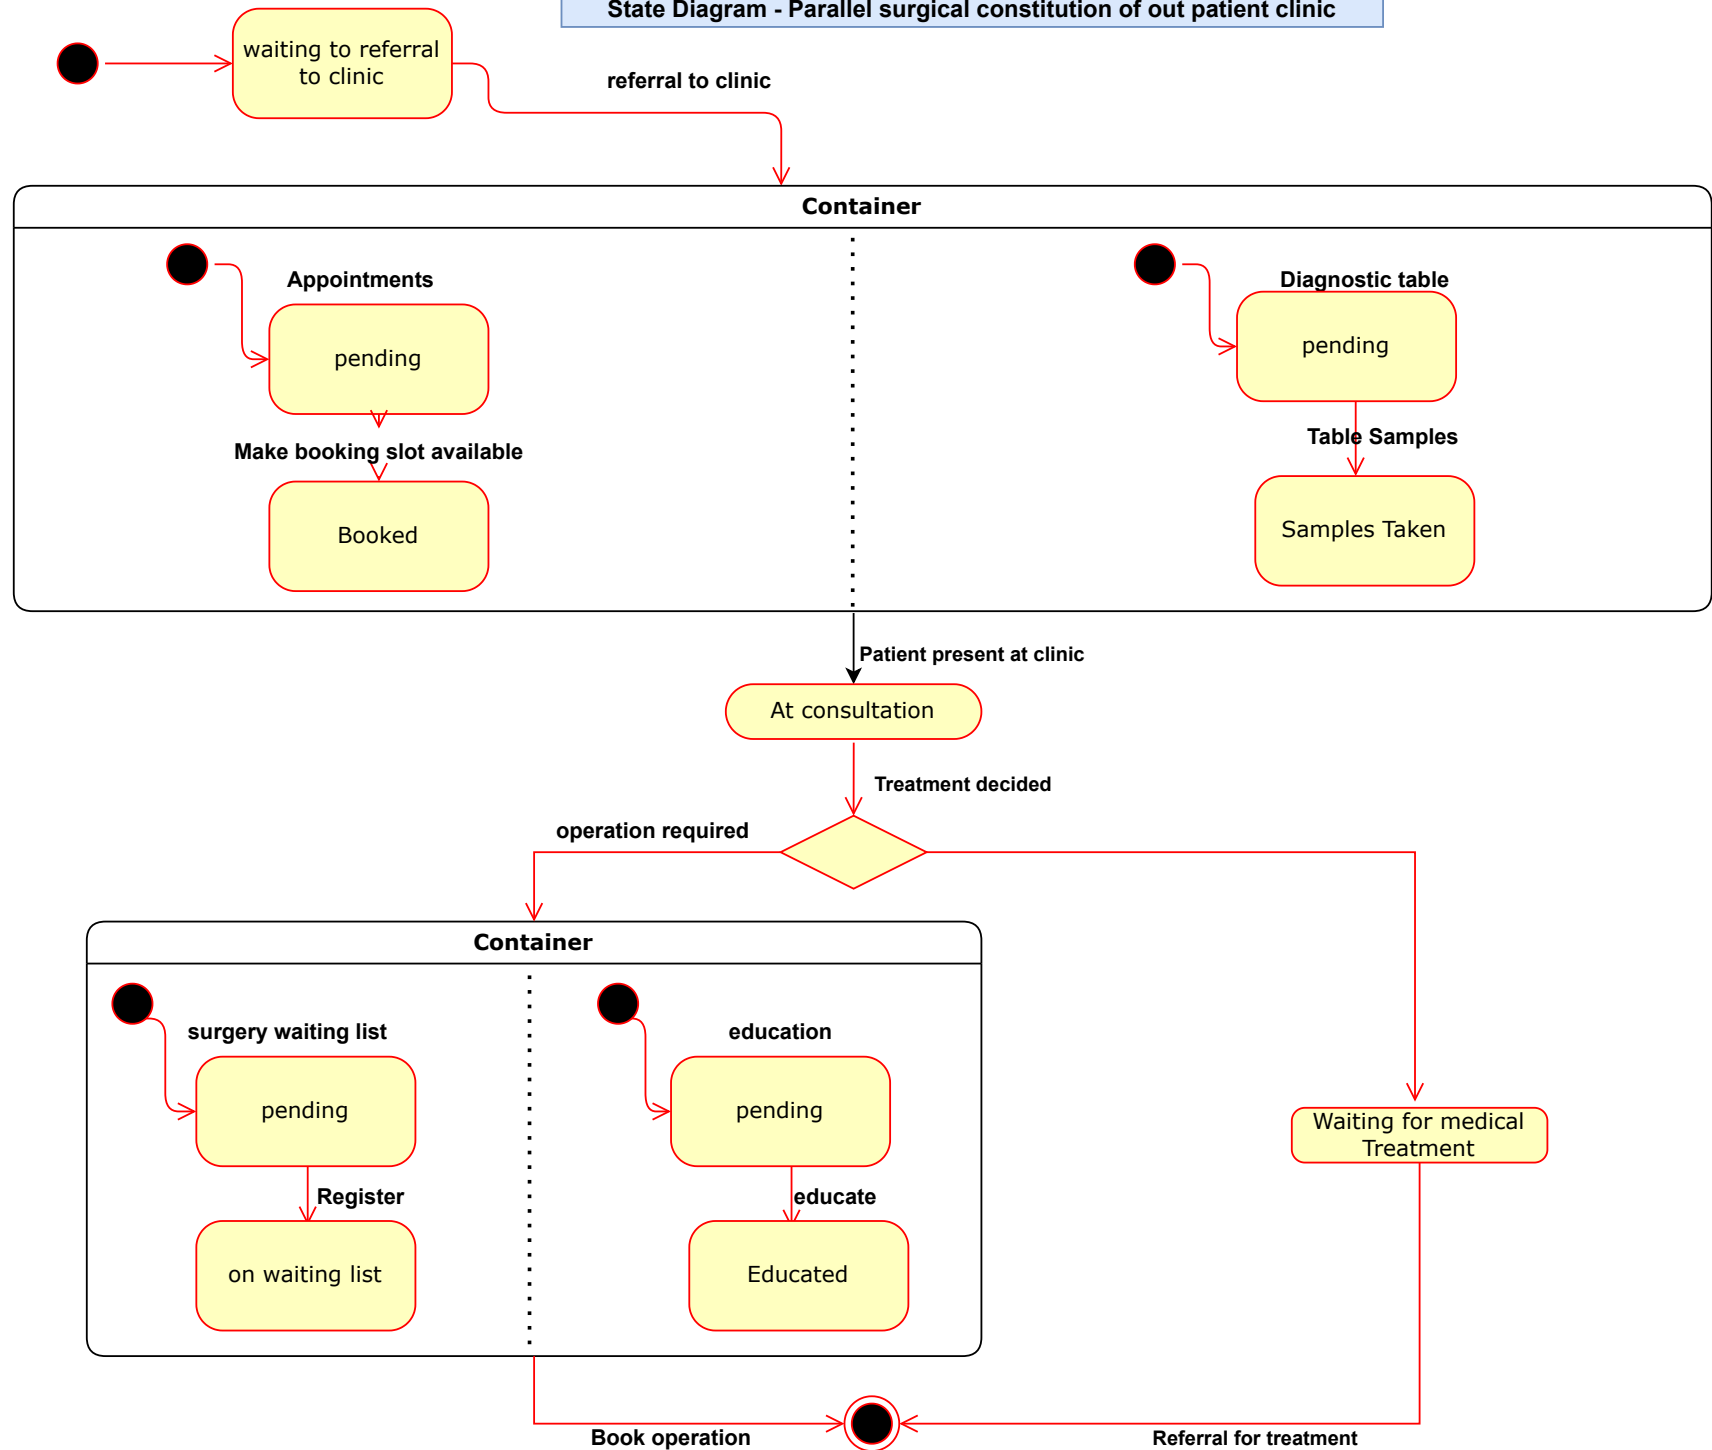 State Diagram - Parallel surgical constitution of out patient clinic
waiting to referral
to clinic
referral to clinic
Container
Appointments
pending
Make booking slot available
Booked
Diagnostic table
pending
Table Samples
Samples Taken
Patient present at clinic
At consultation
Treatment decided
operation required
Container
surgery waiting list
pending
Register
on waiting list
education
pending
educate
Educated
Waiting for medical
Treatment
Book operation
Referral for treatment